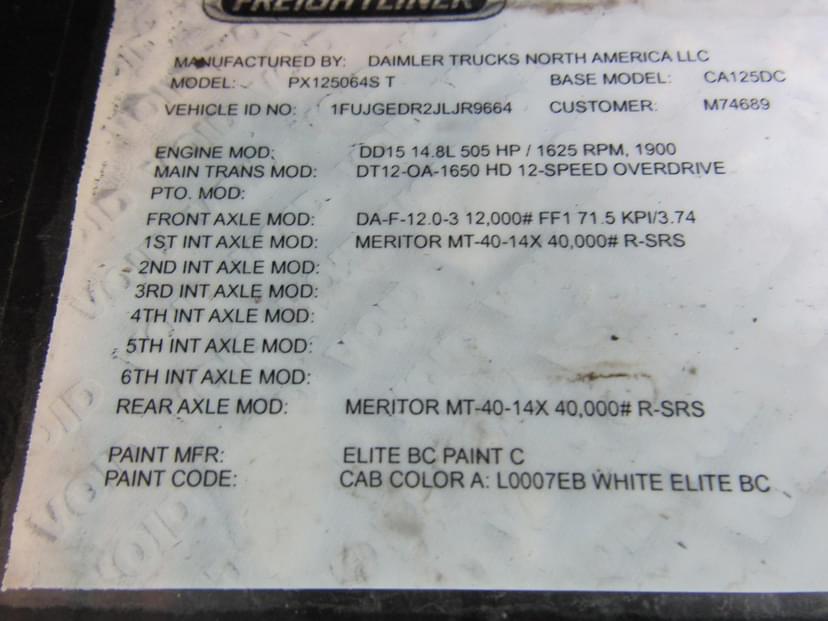 FREIGHTLINER
MANUFACTURED BY: DAIMLER TRUCKS NORTH AMERICA LLC
MODEL: PX125064S T BASE MODEL: CA125DC
VEHICLE ID NO: 1FUJGEDR2JLJR9664 CUSTOMER: M74689
ENGINE MOD: DD15 14.8L 505 HP / 1625 RPM, 1900
MAIN TRANS MOD: DT12-OA-1650 HD 12-SPEED OVERDRIVE
PTO. MOD:
FRONT AXLE MOD: DA-F-12.0-3 12,000# FF1 71.5 KPI/3.74
1ST INT AXLE MOD: MERITOR MT-40-14X 40,000# R-SRS
2ND INT AXLE MOD:
3RD INT AXLE MOD:
4TH INT AXLE MOD:
5TH INT AXLE MOD:
6TH INT AXLE MOD:
REAR AXLE MOD: MERITOR MT-40-14X 40,000# R-SRS
PAINT MFR: ELITE BC PAINT C
PAINT CODE: CAB COLOR A: L0007EB WHITE ELITE BC
VOID
VOID
VOID
VOID